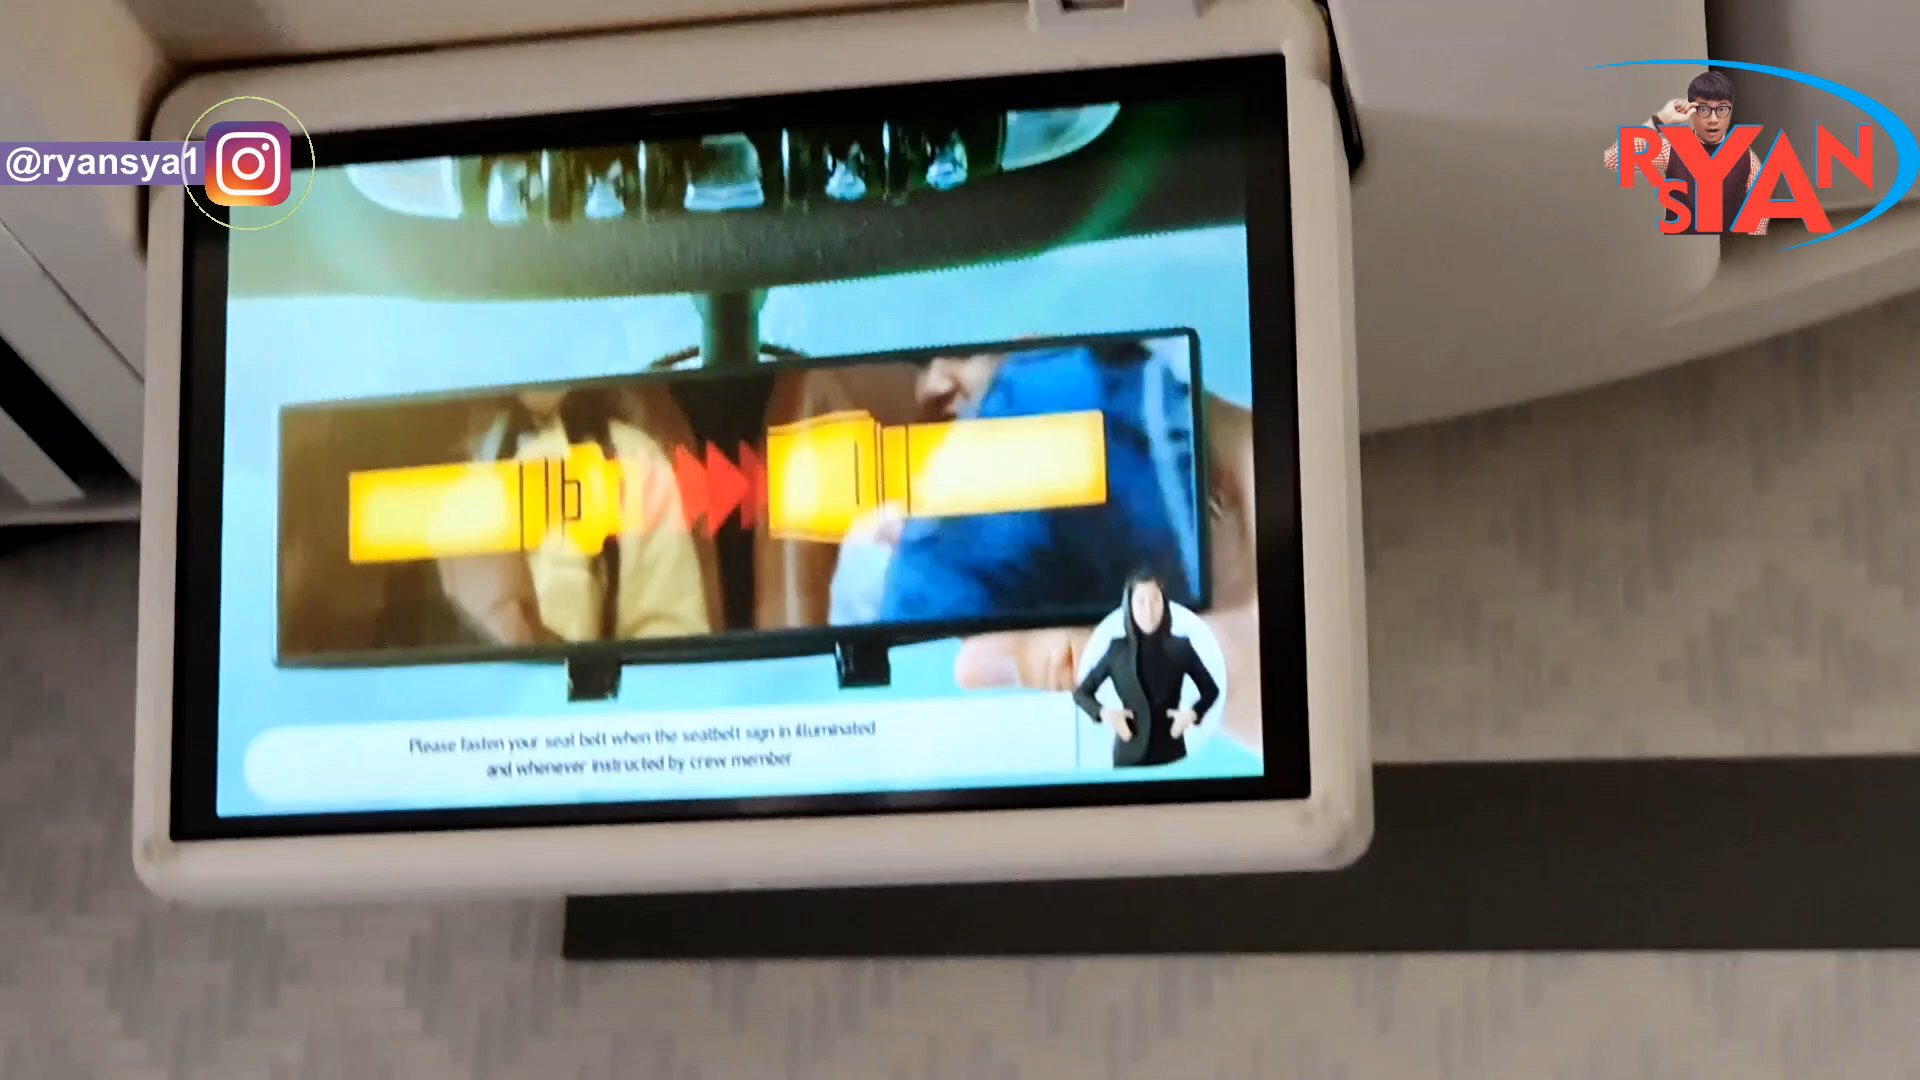 @ryansya1
RYAN
SYA
Please fasten your seat belt when the seatbelt sign in illuminated
and whenever instructed by crew member